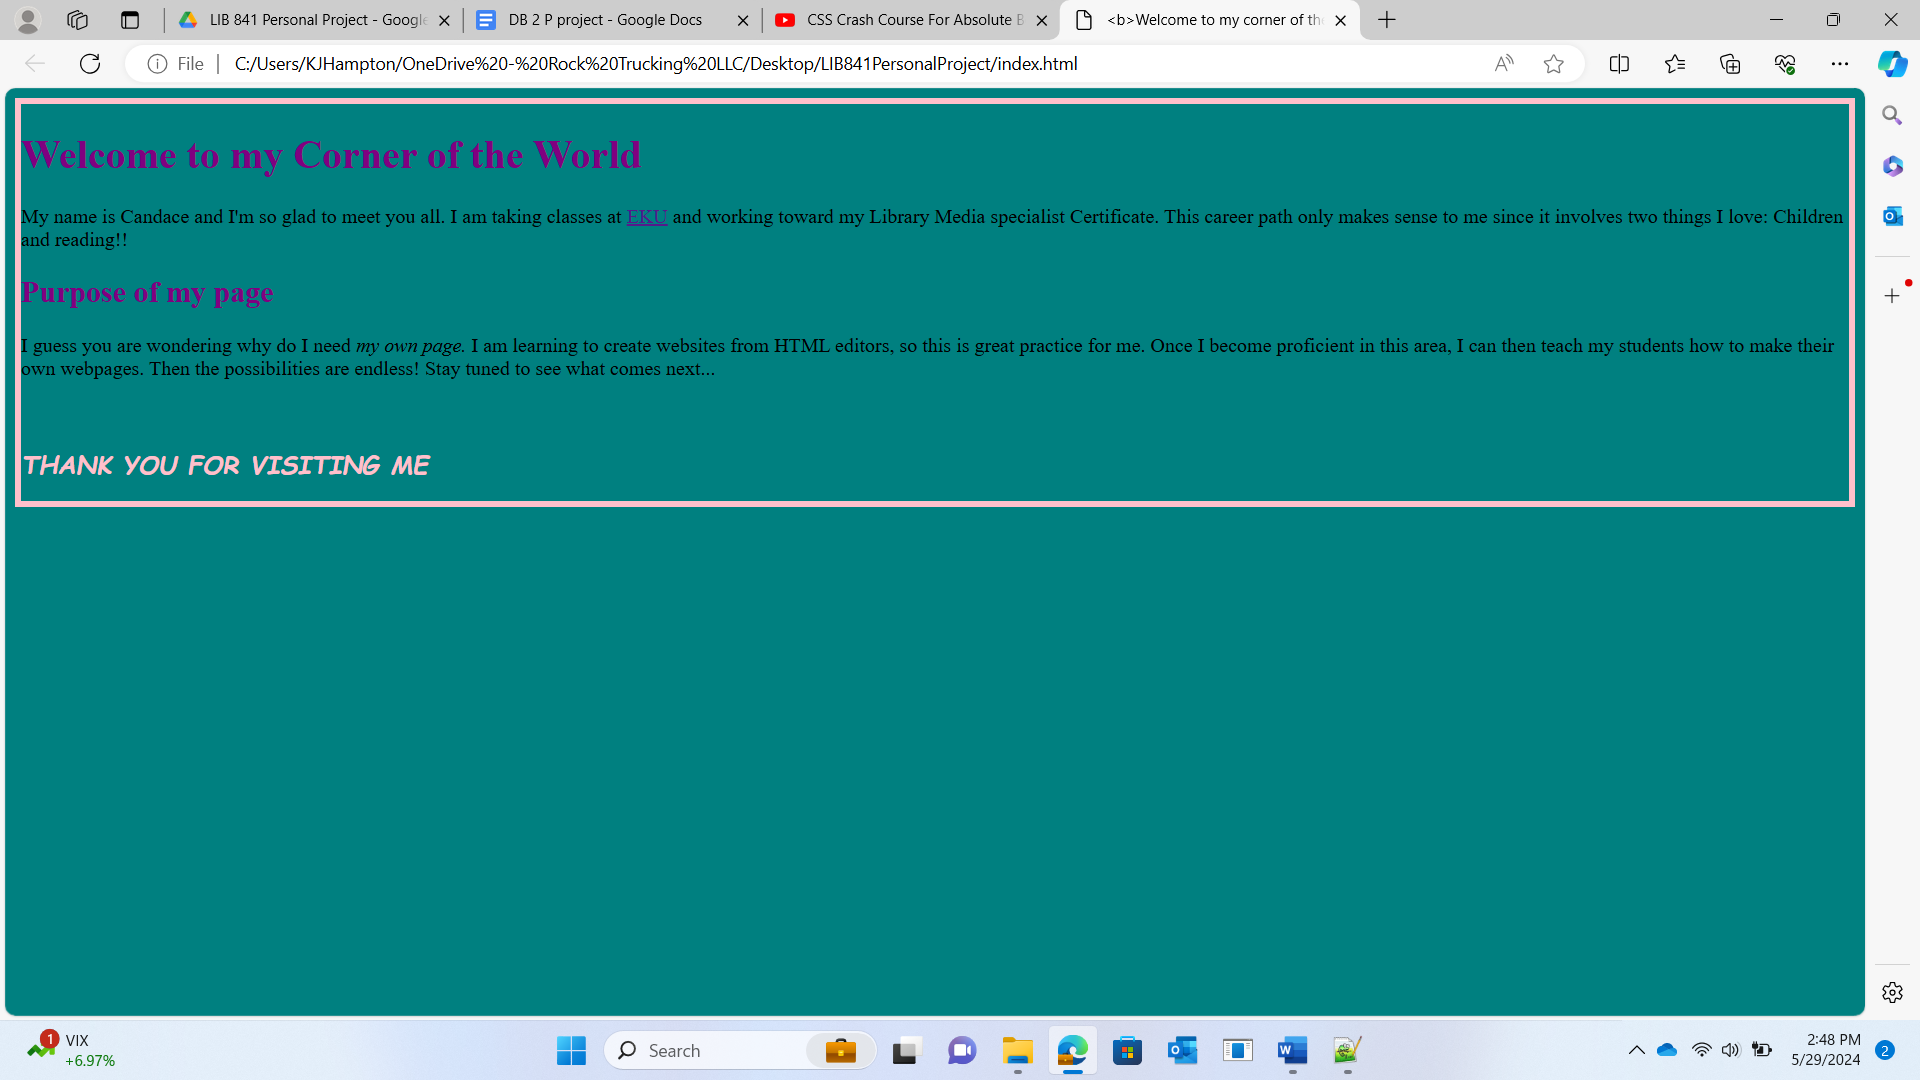 LIB 841 Personal Project - Google
DB 2 P project - Google Docs
CSS Crash Course For Absolute B
<b>Welcome to my corner of the
File
C:/Users/KJHampton/OneDrive%20-%20Rock%20Trucking%20LLC/Desktop/LIB841PersonalProject/index.html
Welcome to my Corner of the World
My name is Candace and I'm so glad to meet you all. I am taking classes at EKU and working toward my Library Media specialist Certificate. This career path only makes sense to me since it involves two things I love: Children
and reading!!
Purpose of my page
I guess you are wondering why do I need my own page. I am learning to create websites from HTML editors, so this is great practice for me. Once I become proficient in this area, I can then teach my students how to make their
own webpages. Then the possibilities are endless! Stay tuned to see what comes next...
THANK YOU FOR VISITING ME
1
VIX
+6.97%
Search
2:48 PM
5/29/2024
2